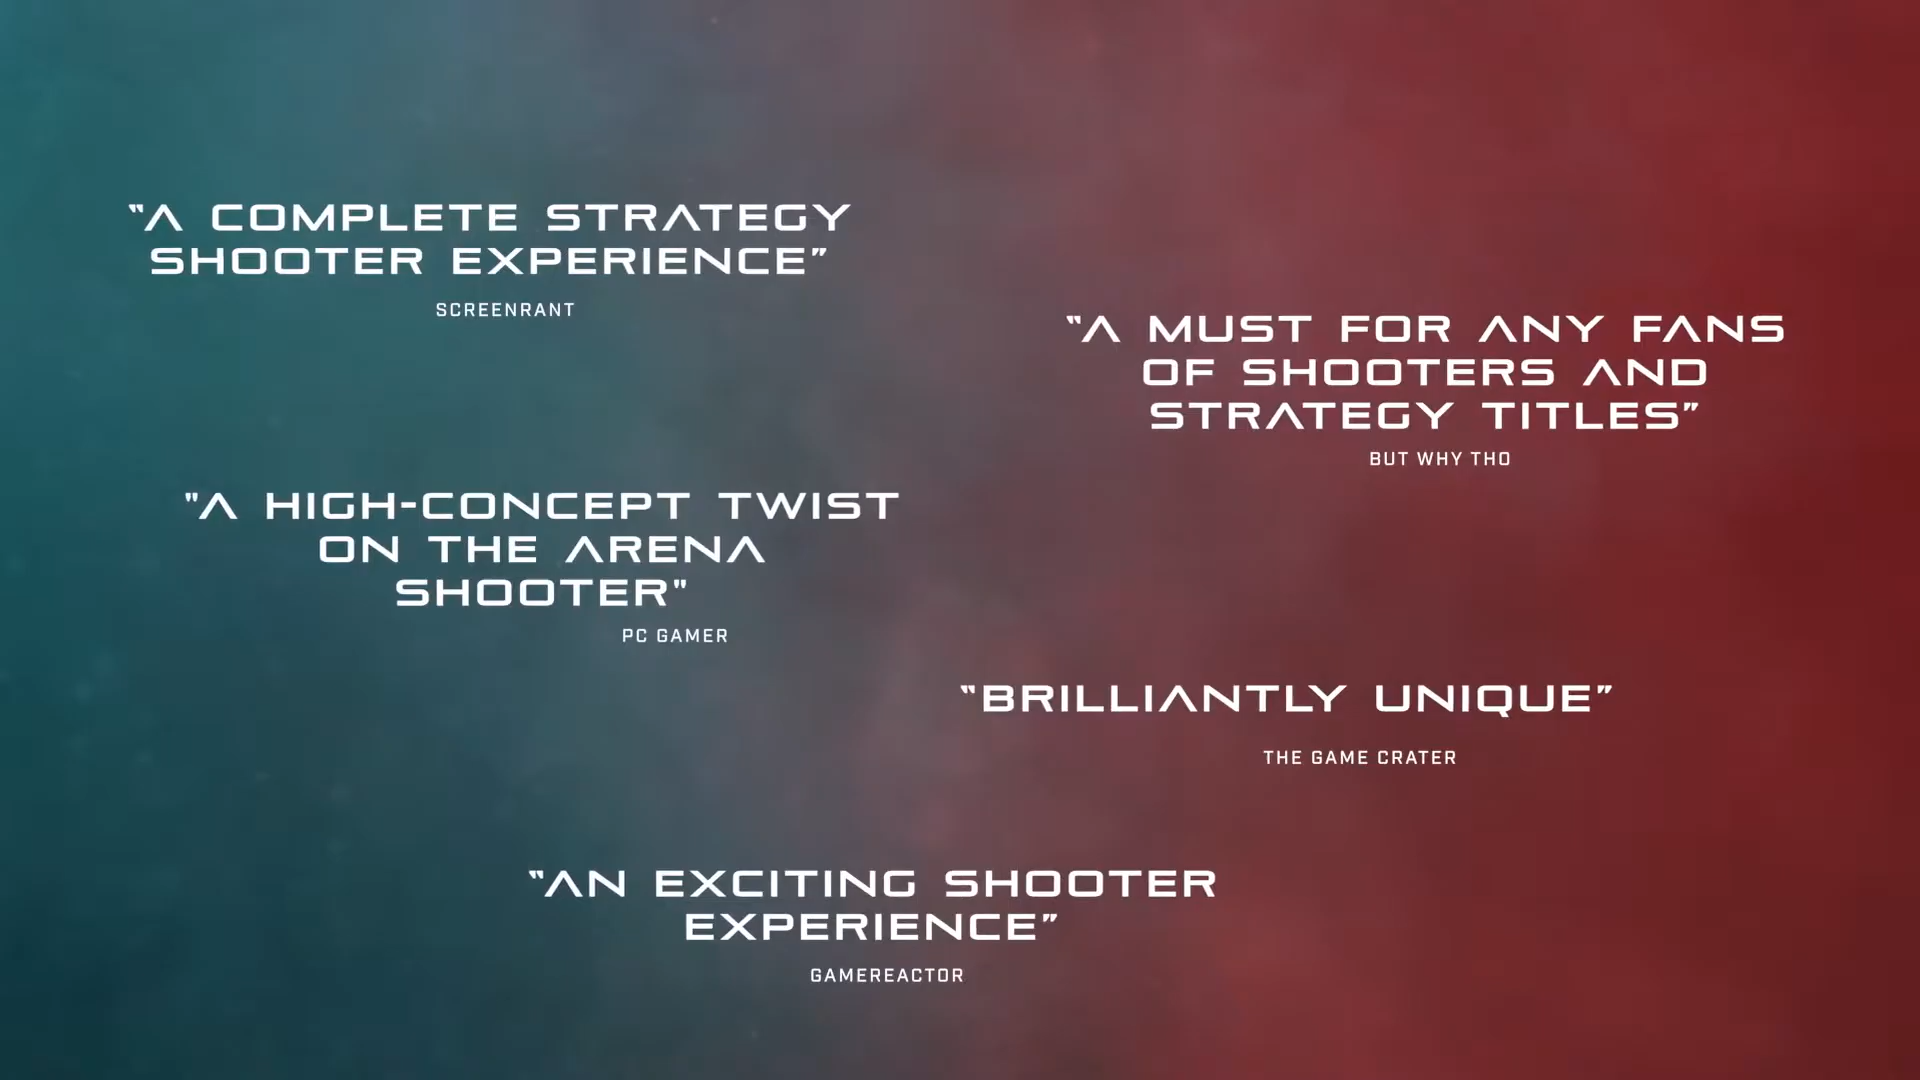 "A COMPLETE STRATEGY
SHOOTER EXPERIENCE"
SCREENRANT
"A MUST FOR ANY FANS
OF SHOOTERS AND
STRATEGY TITLES"
BUT WHY THO
"A HIGH-CONCEPT TWIST
ON THE ARENA
SHOOTER"
PC GAMER
"BRILLIANTLY UNIQUE"
THE GAME CRATER
"AN EXCITING SHOOTER
EXPERIENCE"
GAMEREACTOR